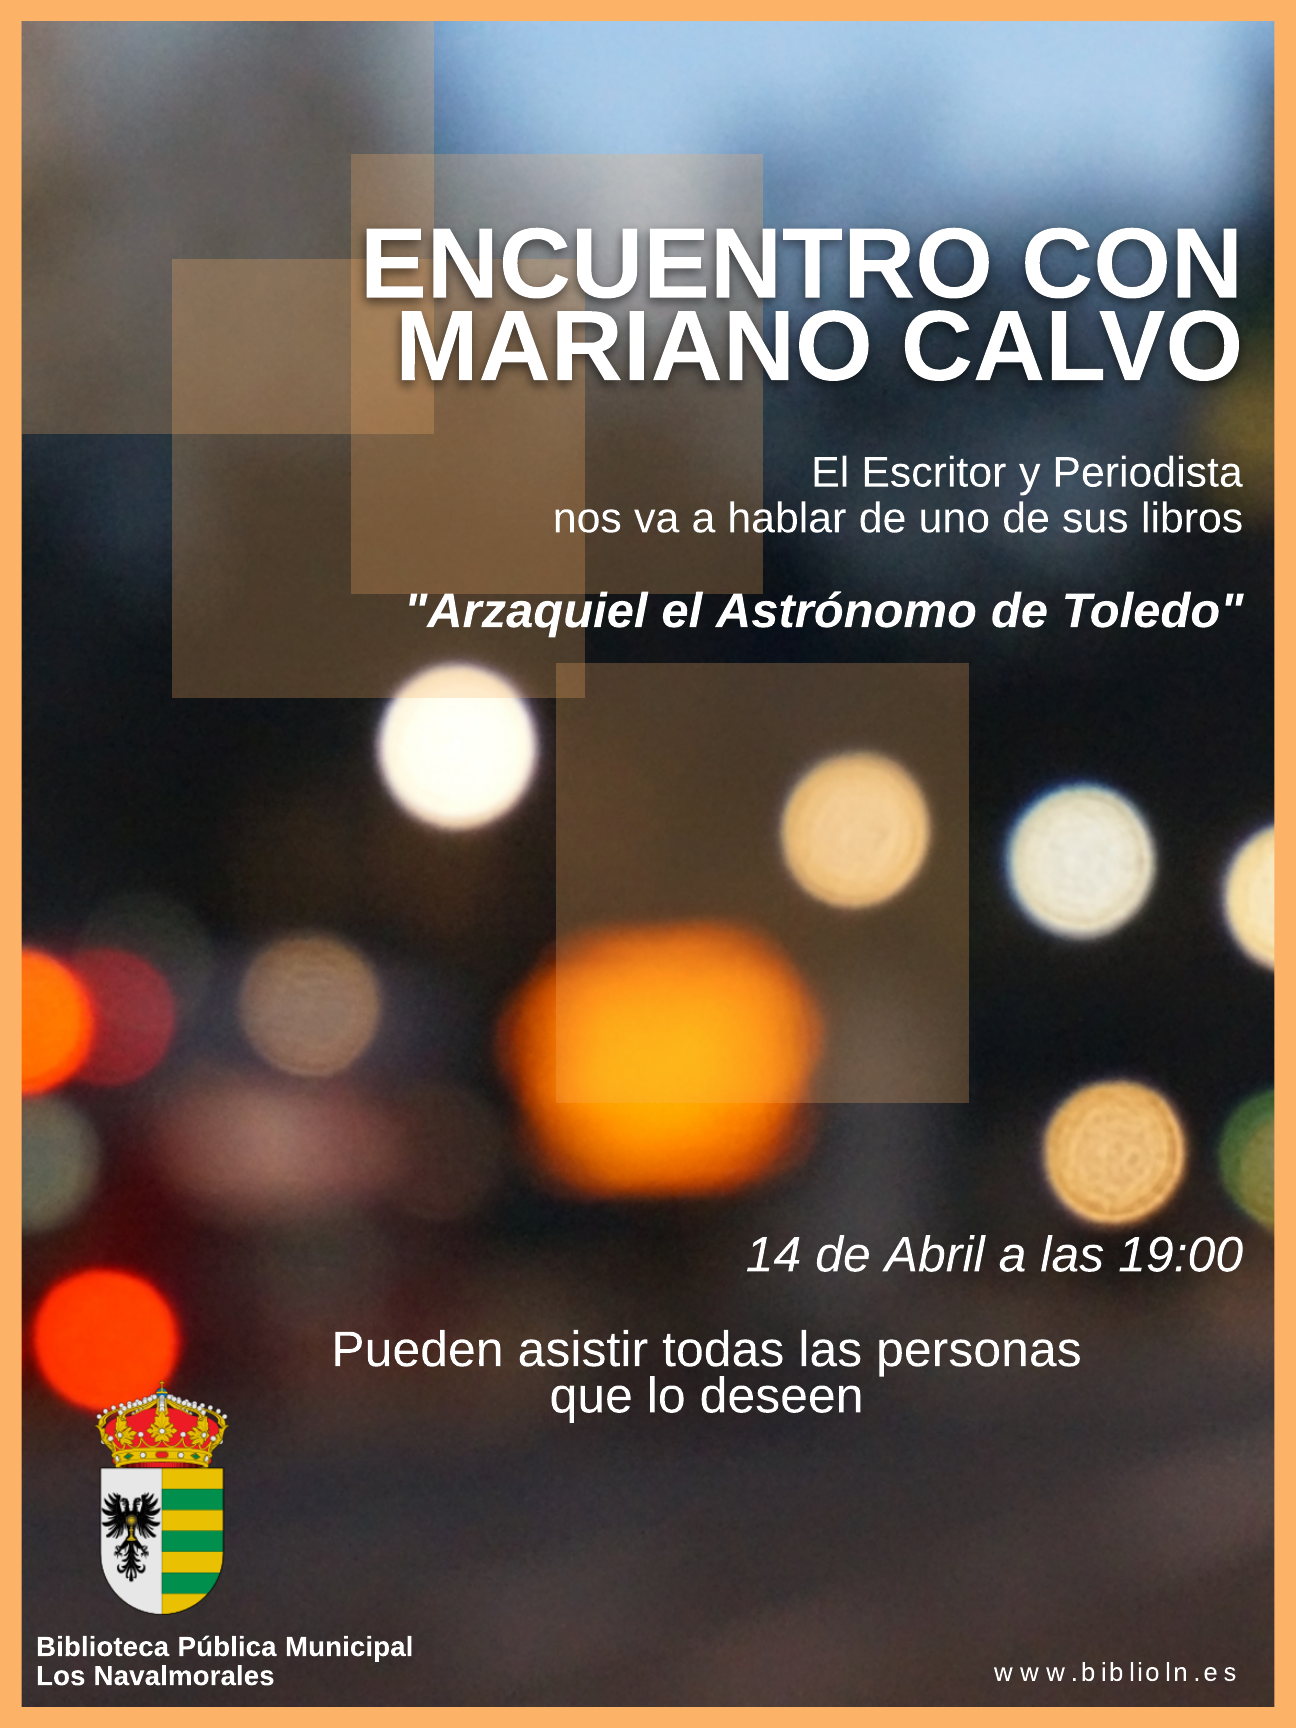 ENCUENTRO CON
MARIANO CALVO
El Escritor y Periodista
nos va a hablar de uno de sus libros
"Arzaquiel el Astrónomo de Toledo"
14 de Abril a las 19:00
Pueden asistir todas las personas
que lo deseen
Biblioteca Pública Municipal
Los Navalmorales
www.biblioln.es